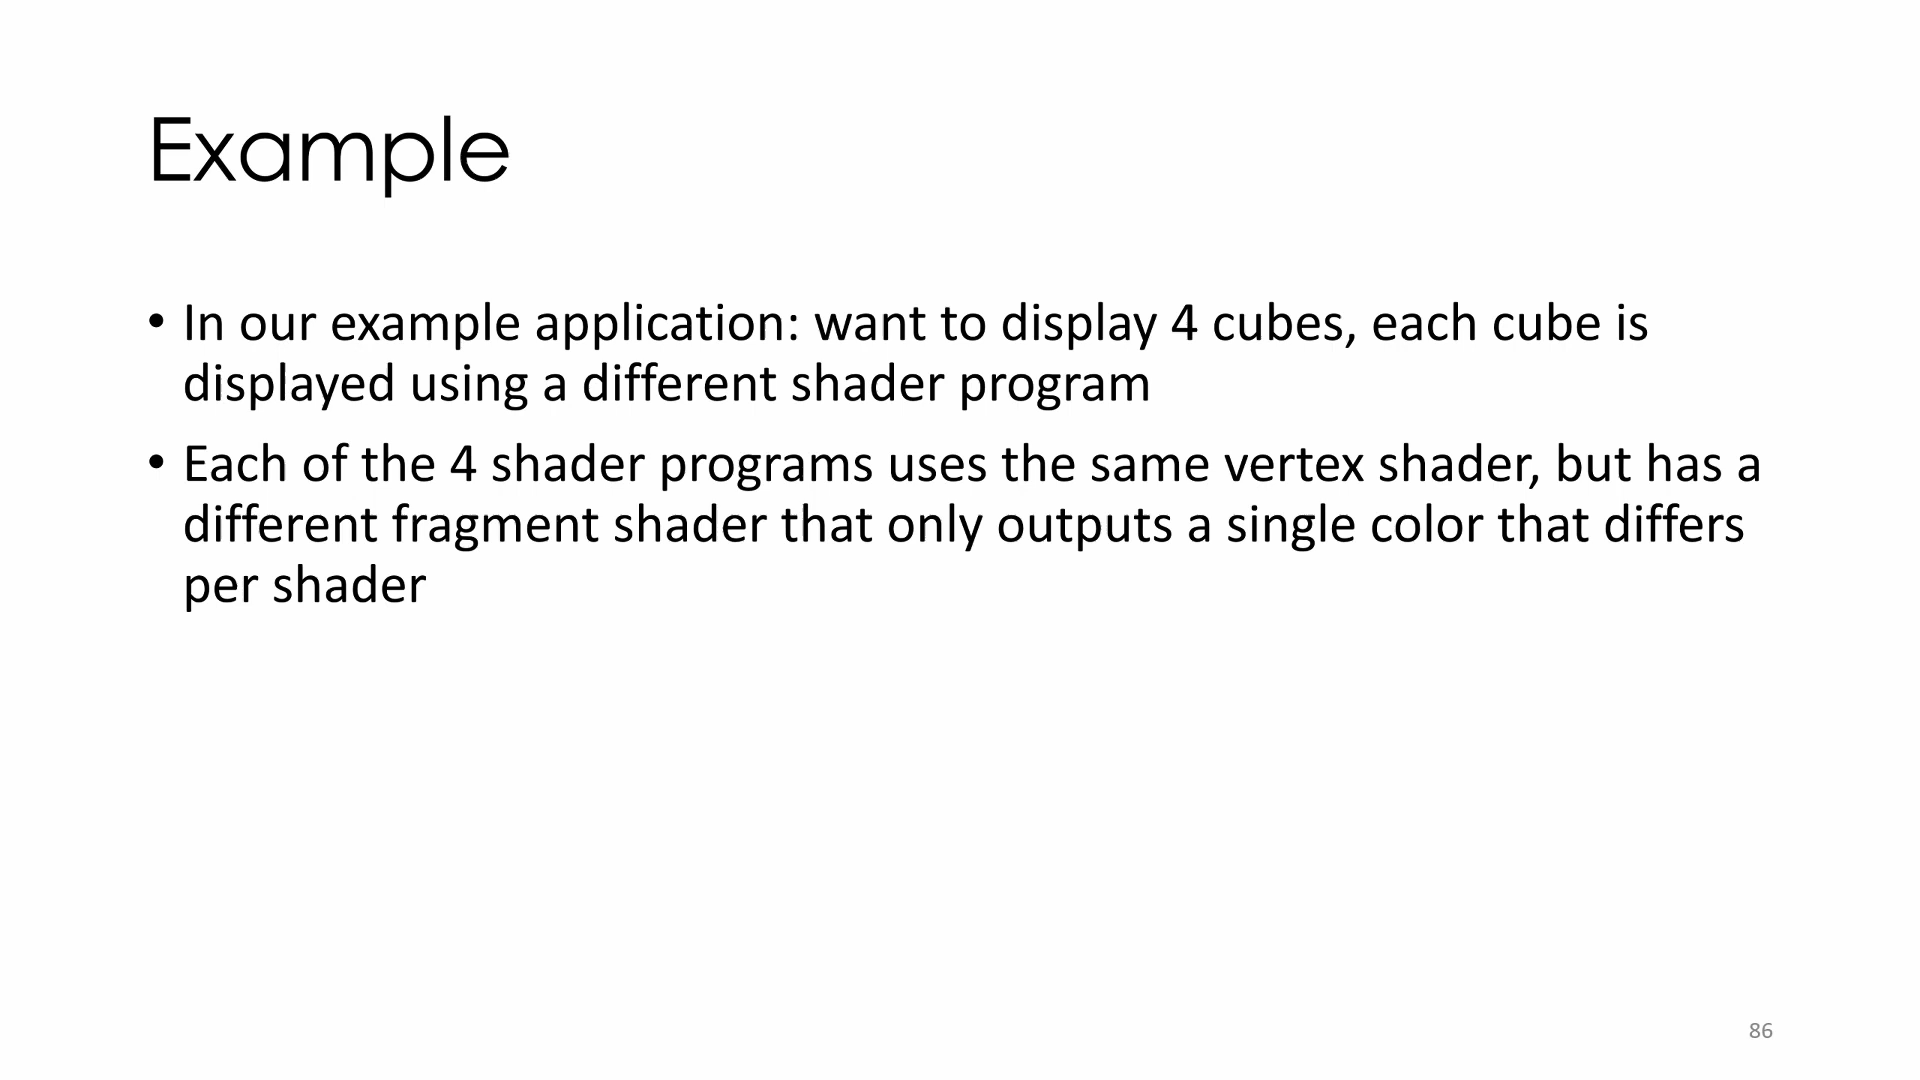 Example
• In our example application: want to display 4 cubes, each cube is
displayed using a different shader program
• Each of the 4 shader programs uses the same vertex shader, but has a
different fragment shader that only outputs a single color that differs
per shader
86